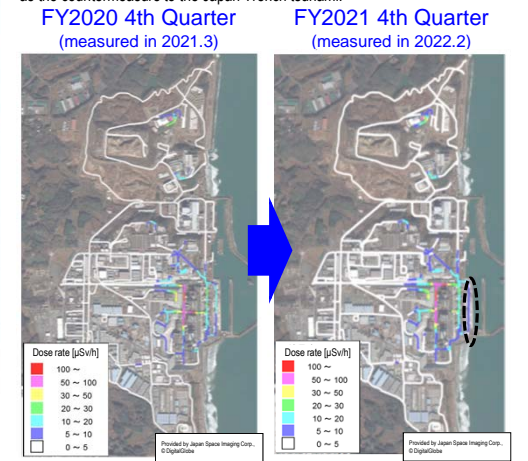 as the countermeasure to the Japan Trench tsunami.
FY2020 4th Quarter
(measured in 2021.3)
FY2021 4th Quarter
(measured in 2022.2)
Dose rate [μSv/h]
100 ~
50 ~ 100
30 ~ 50
20 ~ 30
10 ~ 20
5 ~ 10
0 ~ 5
Provided by Japan Space Imaging Corp.,
© DigitalGlobe
Dose rate [μSv/h]
100 ~
50 ~ 100
30 ~ 50
20 ~ 30
10 ~ 20
5 ~ 10
0 ~ 5
Provided by Japan Space Imaging Corp.,
© DigitalGlobe